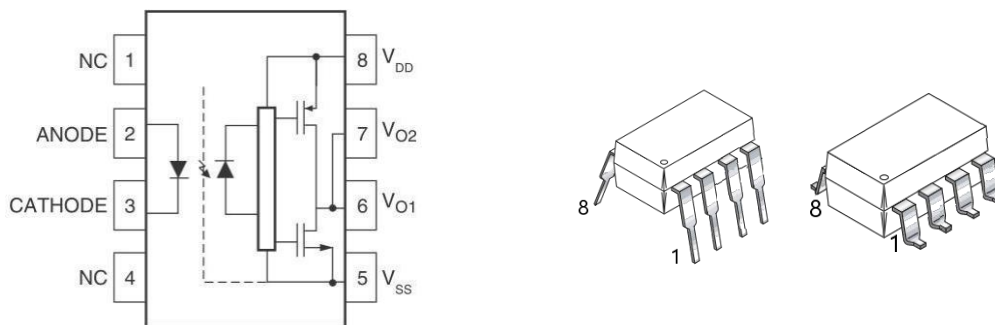 NC 1
8 VDD
ANODE 2
7 VO2
CATHODE 3
6 VO1
NC 4
5 VSS
8
1
8
1